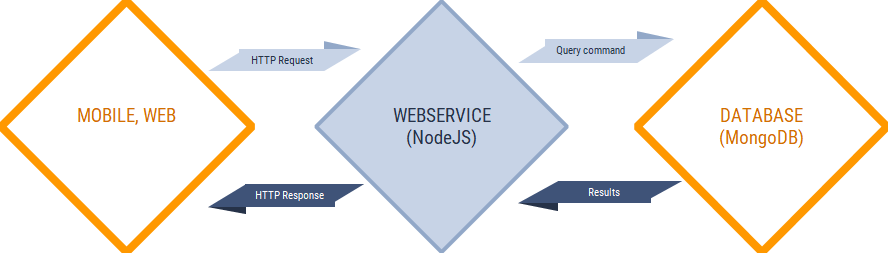 HTTP Request
Query command
MOBILE, WEB
WEBSERVICE
(NodeJS)
DATABASE
(MongoDB)
HTTP Response
Results